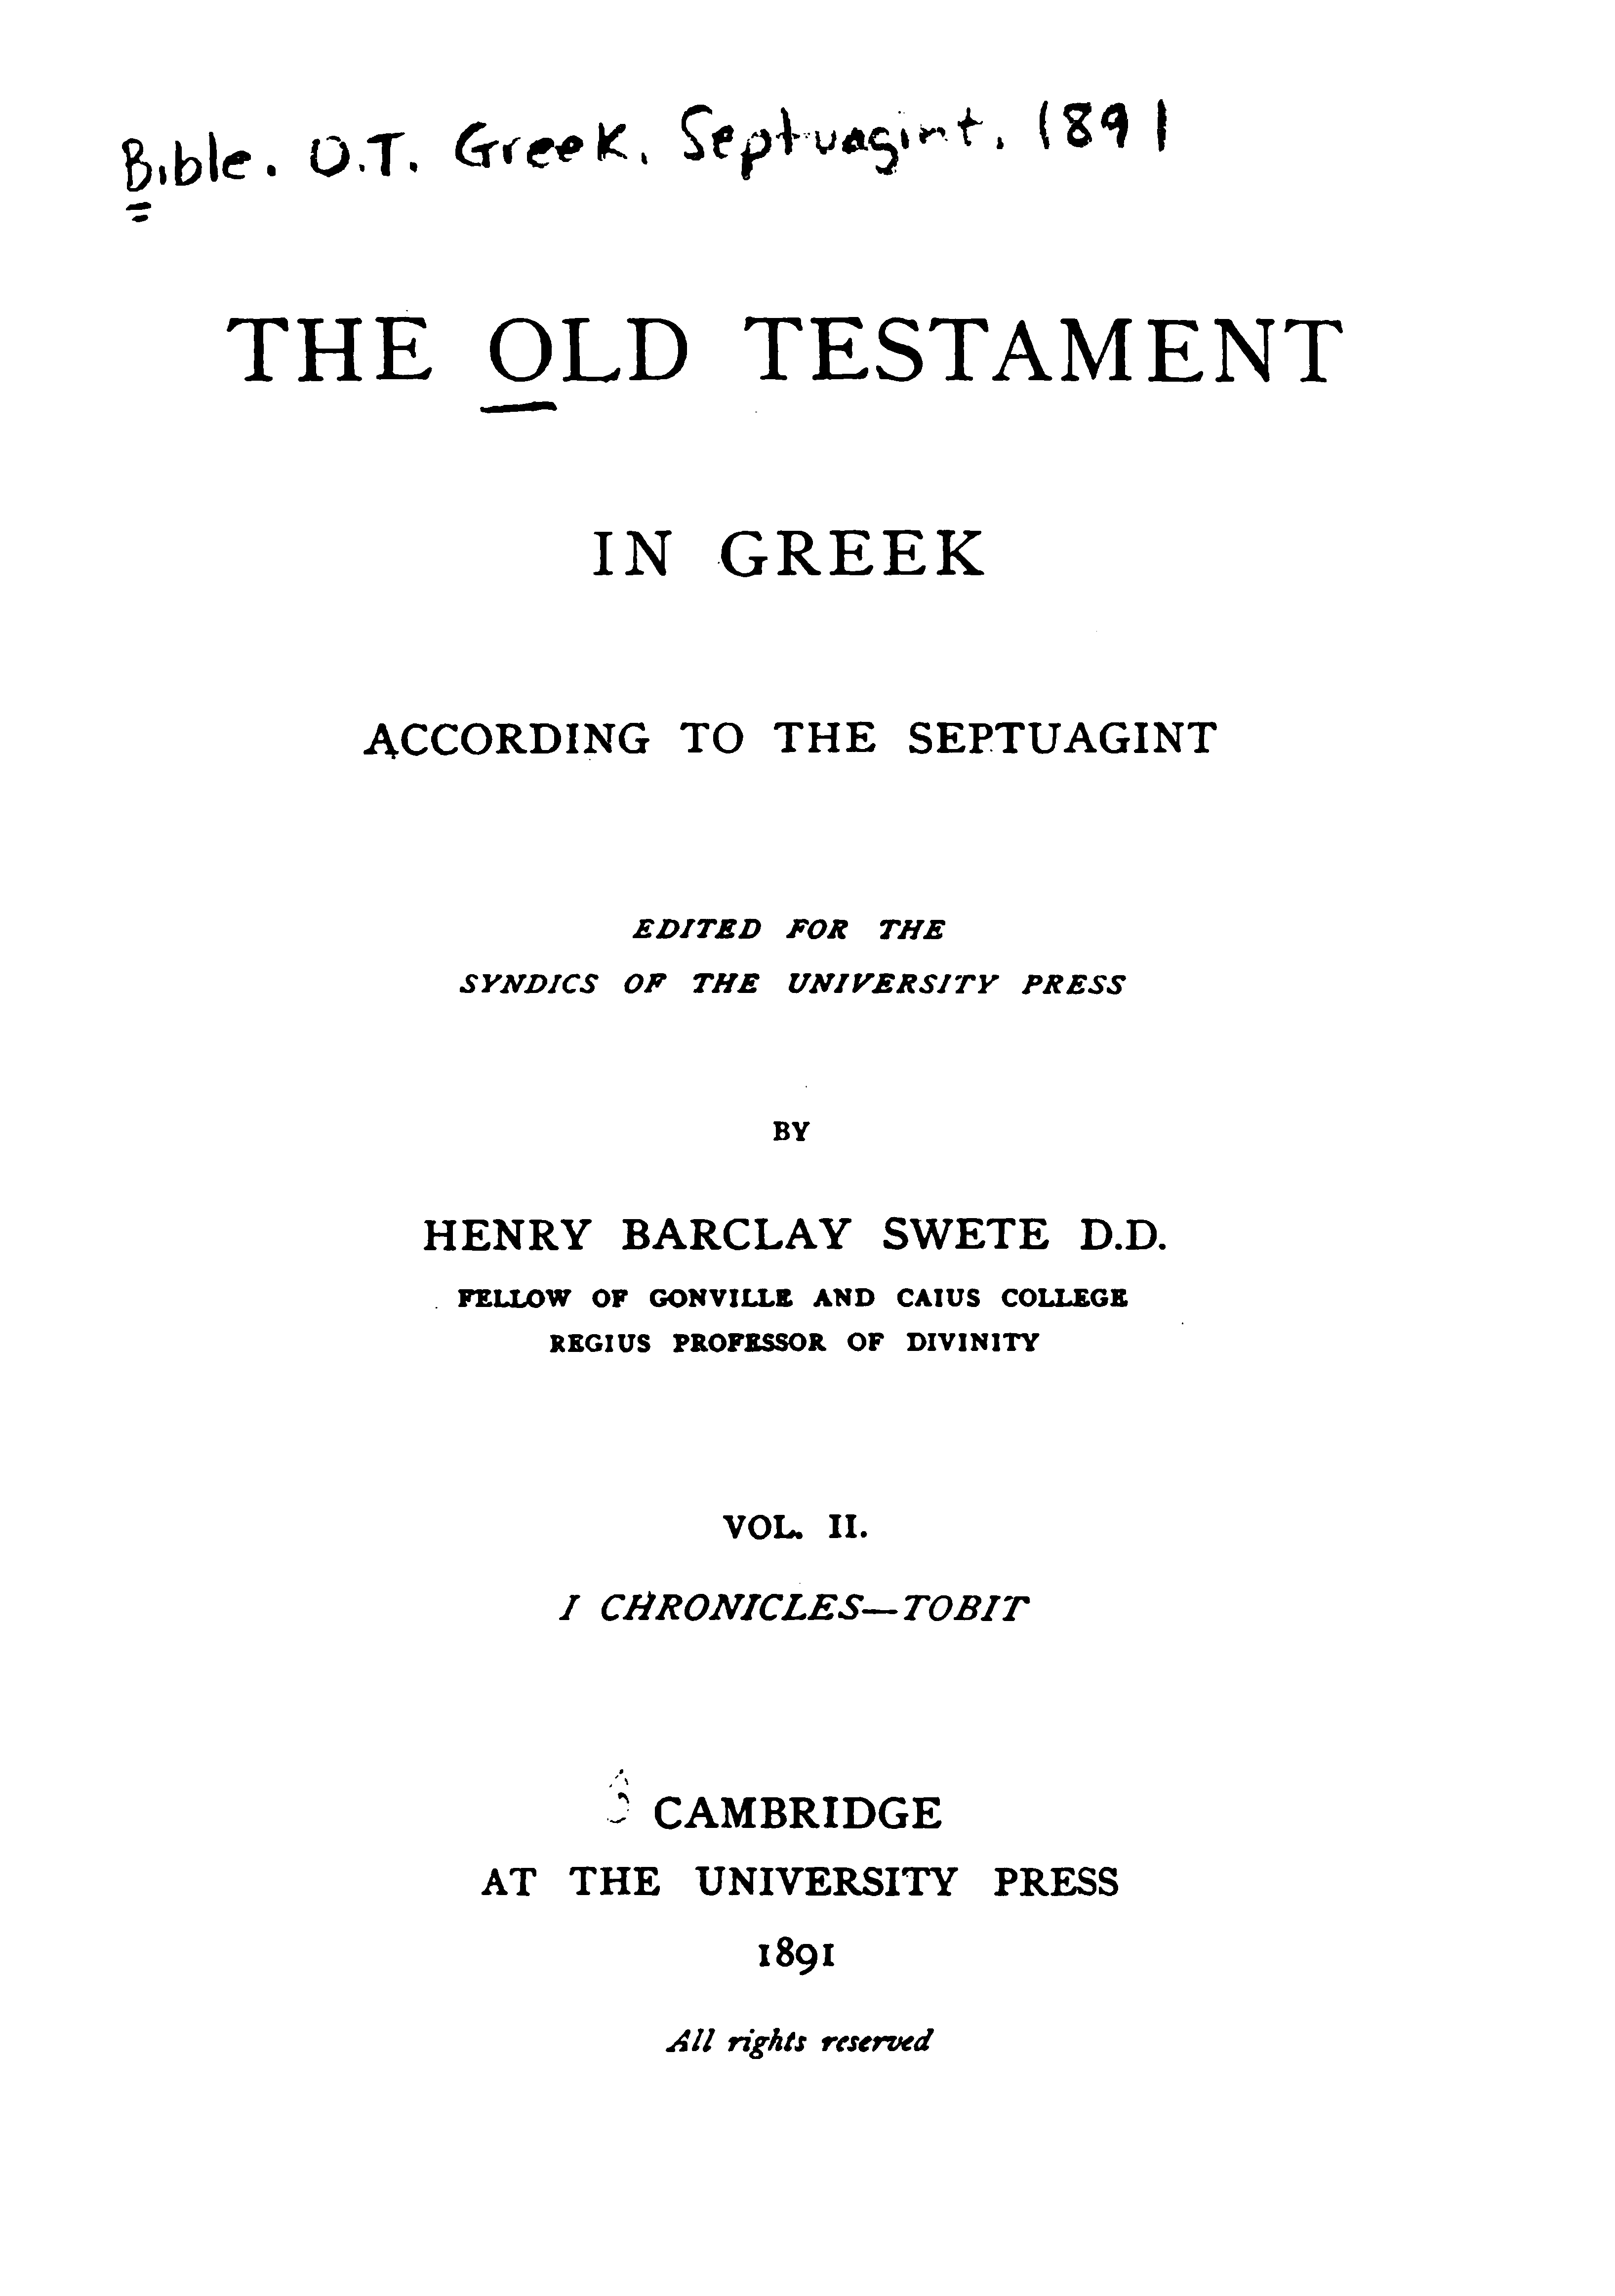 Bible. O.T. Greek. Septuagint. 1891
THE OLD TESTAMENT
IN GREEK
ACCORDING TO THE SEPTUAGINT
EDITED FOR THE
SYNDICS OF THE UNIVERSITY PRESS
BY
HENRY BARCLAY SWETE D.D.
FELLOW OF GONVILLE AND CAIUS COLLEGE
REGIUS PROFESSOR OF DIVINITY
VOL. II.
I CHRONICLES—TOBIT
CAMBRIDGE
AT THE UNIVERSITY PRESS
1891
All rights reserved